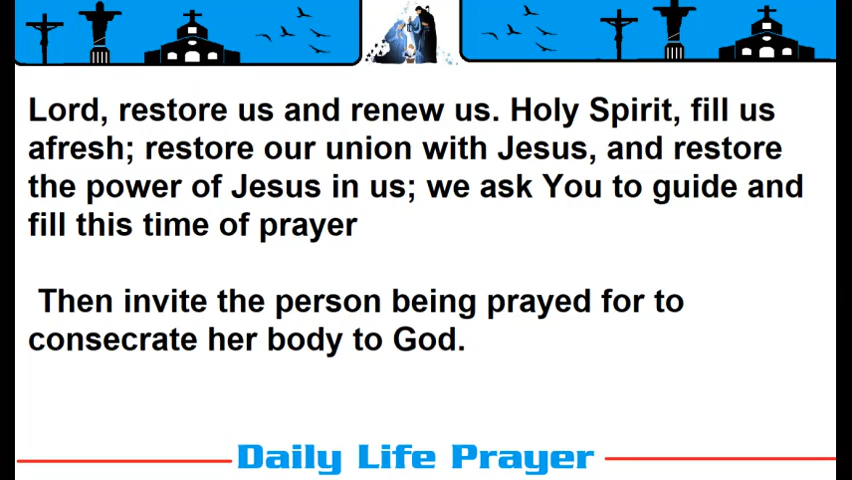 Lord, restore us and renew us. Holy Spirit, fill us
afresh; restore our union with Jesus, and restore
the power of Jesus in us; we ask You to guide and
fill this time of prayer
Then invite the person being prayed for to
consecrate her body to God.
Daily Life Prayer